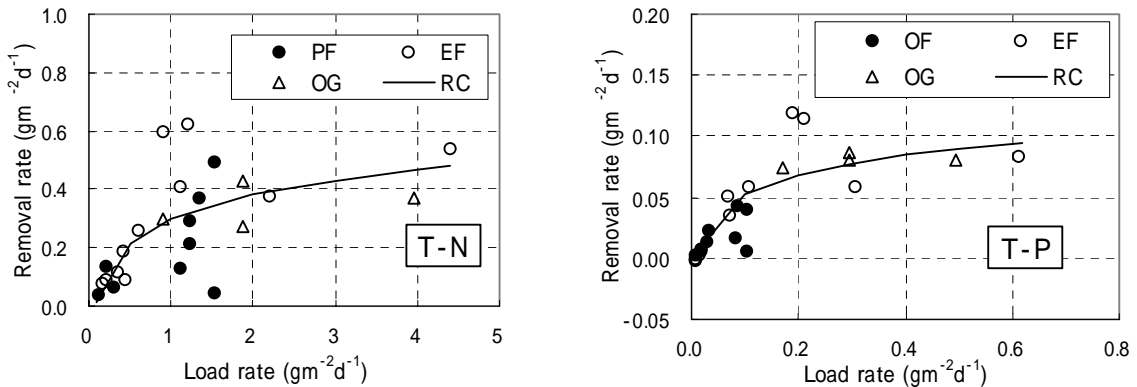 1.0
0.8
0.6
0.4
0.2
0.0
Removal rate (gm⁻²d⁻¹)
PF EF
OG RC
T-N
0 1 2 3 4 5
Load rate (gm⁻²d⁻¹)
0.20
0.15
0.10
0.05
0.00
-0.05
Removal rate (gm⁻²d⁻¹)
OF EF
OG RC
T-P
0.0 0.2 0.4 0.6 0.8
Load rate (gm⁻²d⁻¹)